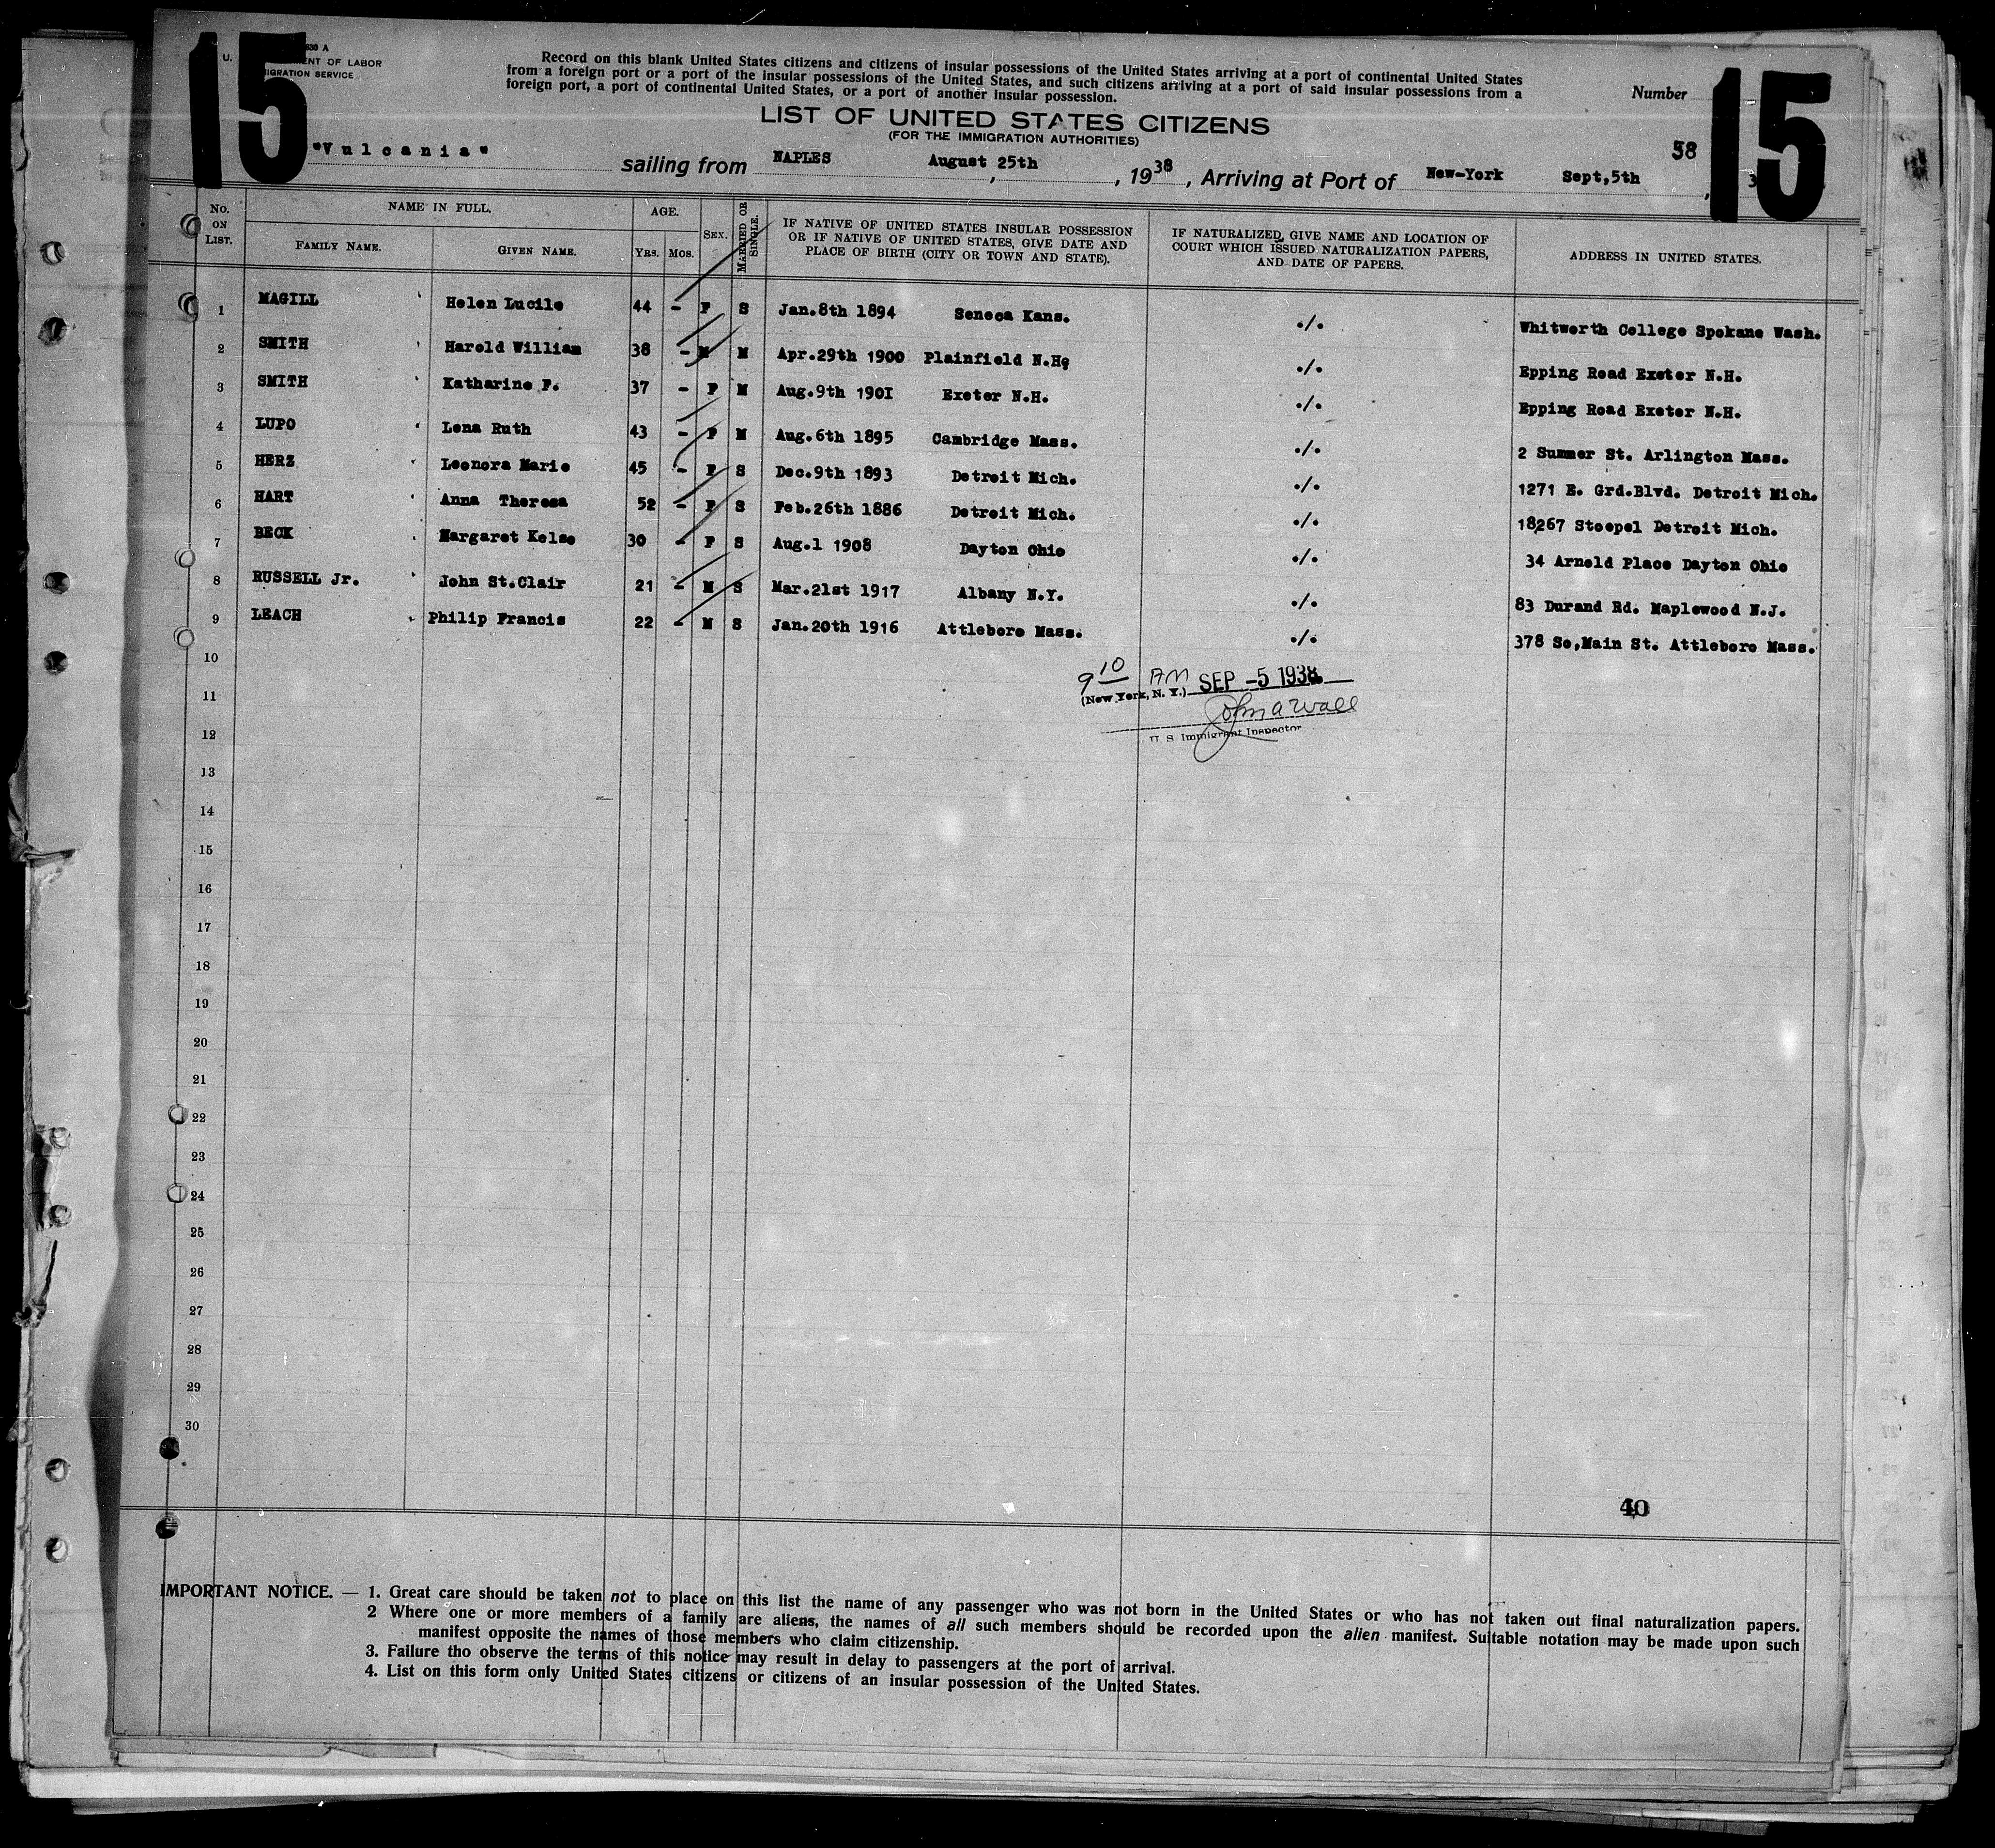 15
U.
630 A
ENT OF LABOR
IGRATION SERVICE
Record on this blank United States citizens and citizens of insular possessions of the United States arriving at a port of continental United States
from a foreign port or a port of the insular possessions of the United States, and such citizens arriving at a port of said insular possessions from a
foreign port, a port of continental United States, or a port of another insular possession.
Number
15
LIST OF UNITED STATES CITIZENS
(FOR THE IMMIGRATION AUTHORITIES)
"Vulcania" sailing from NAPLES August 25th, 1938, Arriving at Port of New-York Sept,5th 38
No. ON LIST. NAME IN FULL. FAMILY NAME. GIVEN NAME. AGE. YRS. MOS. SEX. MARRIED OR SINGLE. IF NATIVE OF UNITED STATES INSULAR POSSESSION OR IF NATIVE OF UNITED STATES, GIVE DATE AND PLACE OF BIRTH (CITY OR TOWN AND STATE). IF NATURALIZED, GIVE NAME AND LOCATION OF COURT WHICH ISSUED NATURALIZATION PAPERS, AND DATE OF PAPERS. ADDRESS IN UNITED STATES.
1 MAGILL Helen Lucile 44 - F S Jan.8th 1894 Seneca Kans. ./. Whitworth College Spokane Wash.
2 SMITH Harold William 38 - M M Apr.29th 1900 Plainfield N.H. ./. Epping Road Exeter N.H.
3 SMITH Katharine F. 37 - F M Aug.9th 190I Exeter N.H. ./. Epping Road Exeter N.H.
4 LUPO Lena Ruth 43 - F M Aug.6th 1895 Cambridge Mass. ./. 2 Summer St. Arlington Mass.
5 HERZ Leonora Marie 45 - F S Dec.9th 1893 Detroit Mich. ./. 1271 E. Grd.Blvd. Detroit Mich.
6 HART Anna Theresa 52 - F S Feb.26th 1886 Detroit Mich. ./. 18267 Stoepel Detroit Mich.
7 BECK Margaret Kelso 30 - F S Aug.1 1908 Dayton Ohio ./. 34 Arnold Place Dayton Ohio
8 RUSSELL Jr. John St.Clair 21 - M S Mar.21st 1917 Albany N.Y. ./. 83 Durand Rd. Maplewood N.J.
9 LEACH Philip Francis 22 - M S Jan.20th 1916 Attleboro Mass. ./. 378 So,Main St. Attleboro Mass.
10
9 10 AM SEP -5 1938
(New York, N. Y.)
11
John A Wall
12
U. S. Immigrant Inspector
13
14
15
16
17
18
19
20
21
22
23
24
25
26
27
28
29
30
40
IMPORTANT NOTICE. — 1. Great care should be taken not to place on this list the name of any passenger who was not born in the United States or who has not taken out final naturalization papers.
2 Where one or more members of a family are aliens, the names of all such members should be recorded upon the alien manifest. Suitable notation may be made upon such
manifest opposite the names of those members who claim citizenship.
3. Failure tho observe the terms of this notice may result in delay to passengers at the port of arrival.
4. List on this form only United States citizens or citizens of an insular possession of the United States.